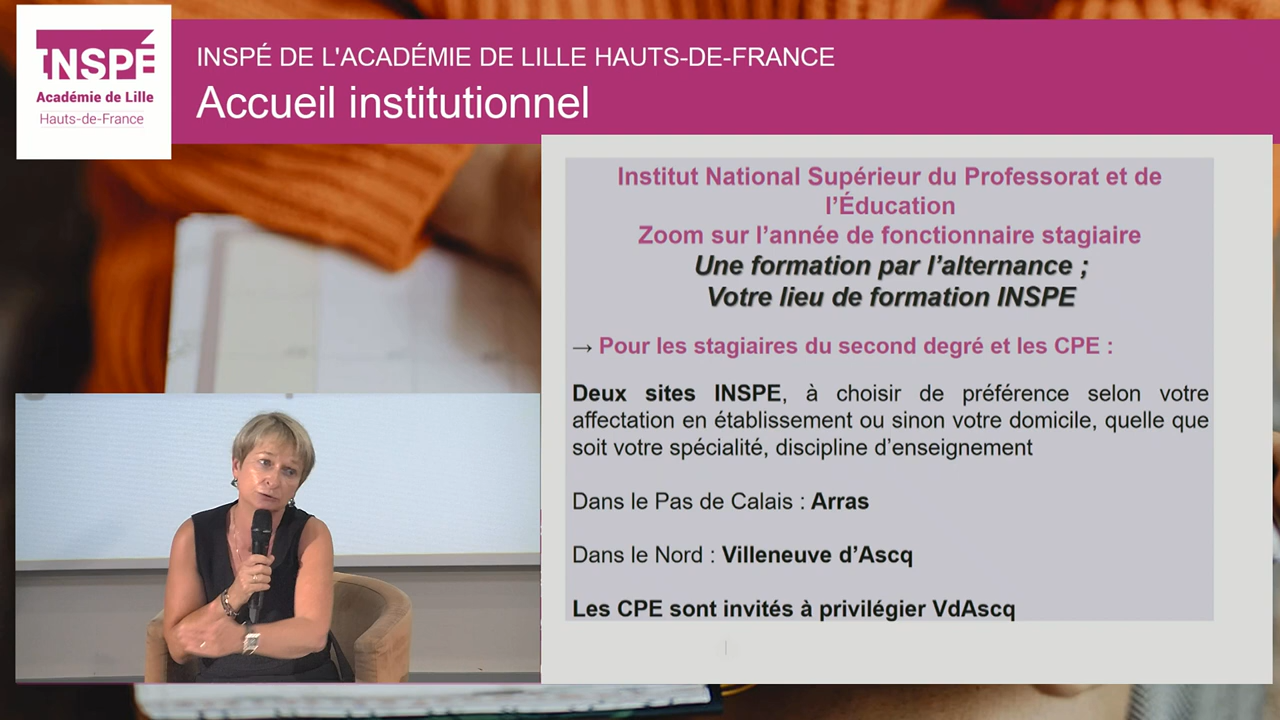 INSPÉ
Académie de Lille
Hauts-de-France
INSPÉ DE L'ACADÉMIE DE LILLE HAUTS-DE-FRANCE
Accueil institutionnel
Institut National Supérieur du Professorat et de
l’Éducation
Zoom sur l’année de fonctionnaire stagiaire
Une formation par l’alternance ;
Votre lieu de formation INSPE
→ Pour les stagiaires du second degré et les CPE :
Deux sites INSPE, à choisir de préférence selon votre
affectation en établissement ou sinon votre domicile, quelle que
soit votre spécialité, discipline d’enseignement
Dans le Pas de Calais : Arras
Dans le Nord : Villeneuve d’Ascq
Les CPE sont invités à privilégier VdAscq